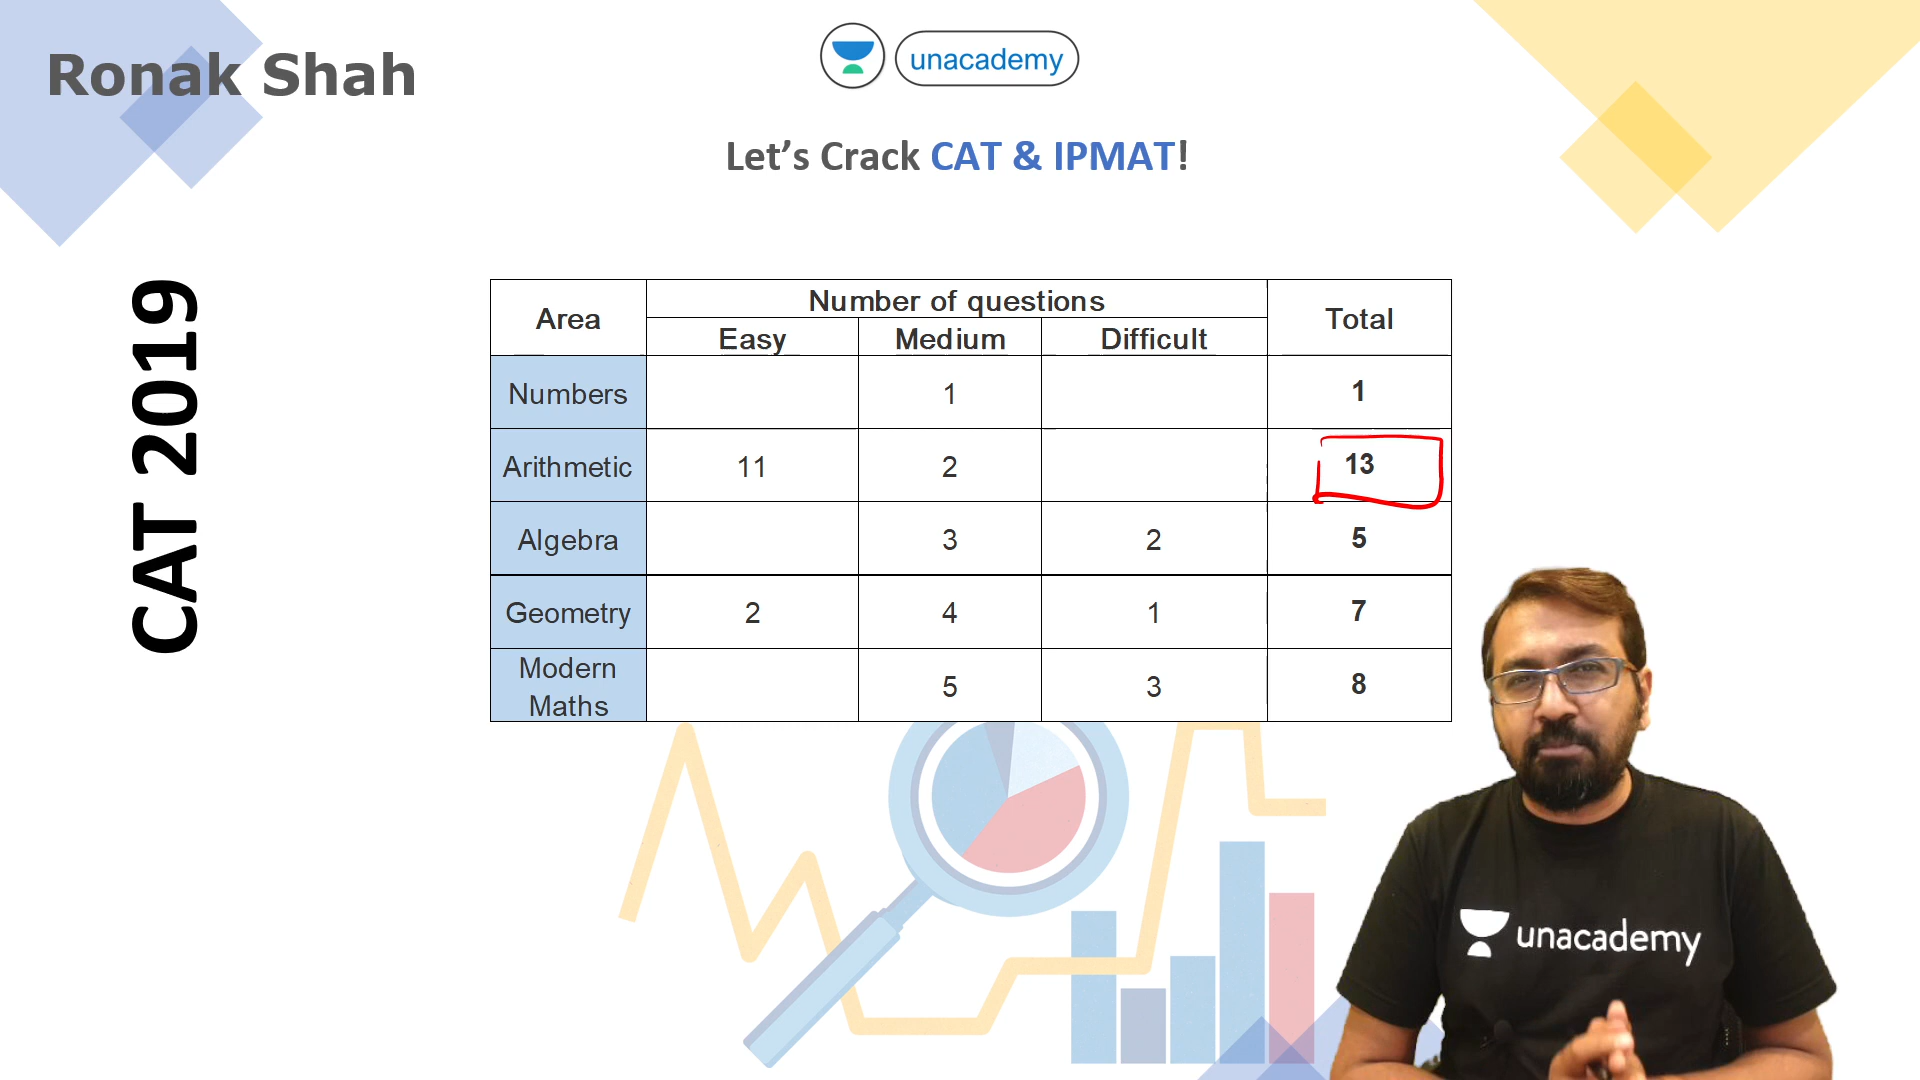 Ronak Shah
unacademy
Let's Crack CAT & IPMAT!
CAT 2019
Area Number of questions Total
Easy Medium Difficult
Numbers 1 1
Arithmetic 11 2 13
Algebra 3 2 5
Geometry 2 4 1 7
Modern Maths 5 3 8
unacademy